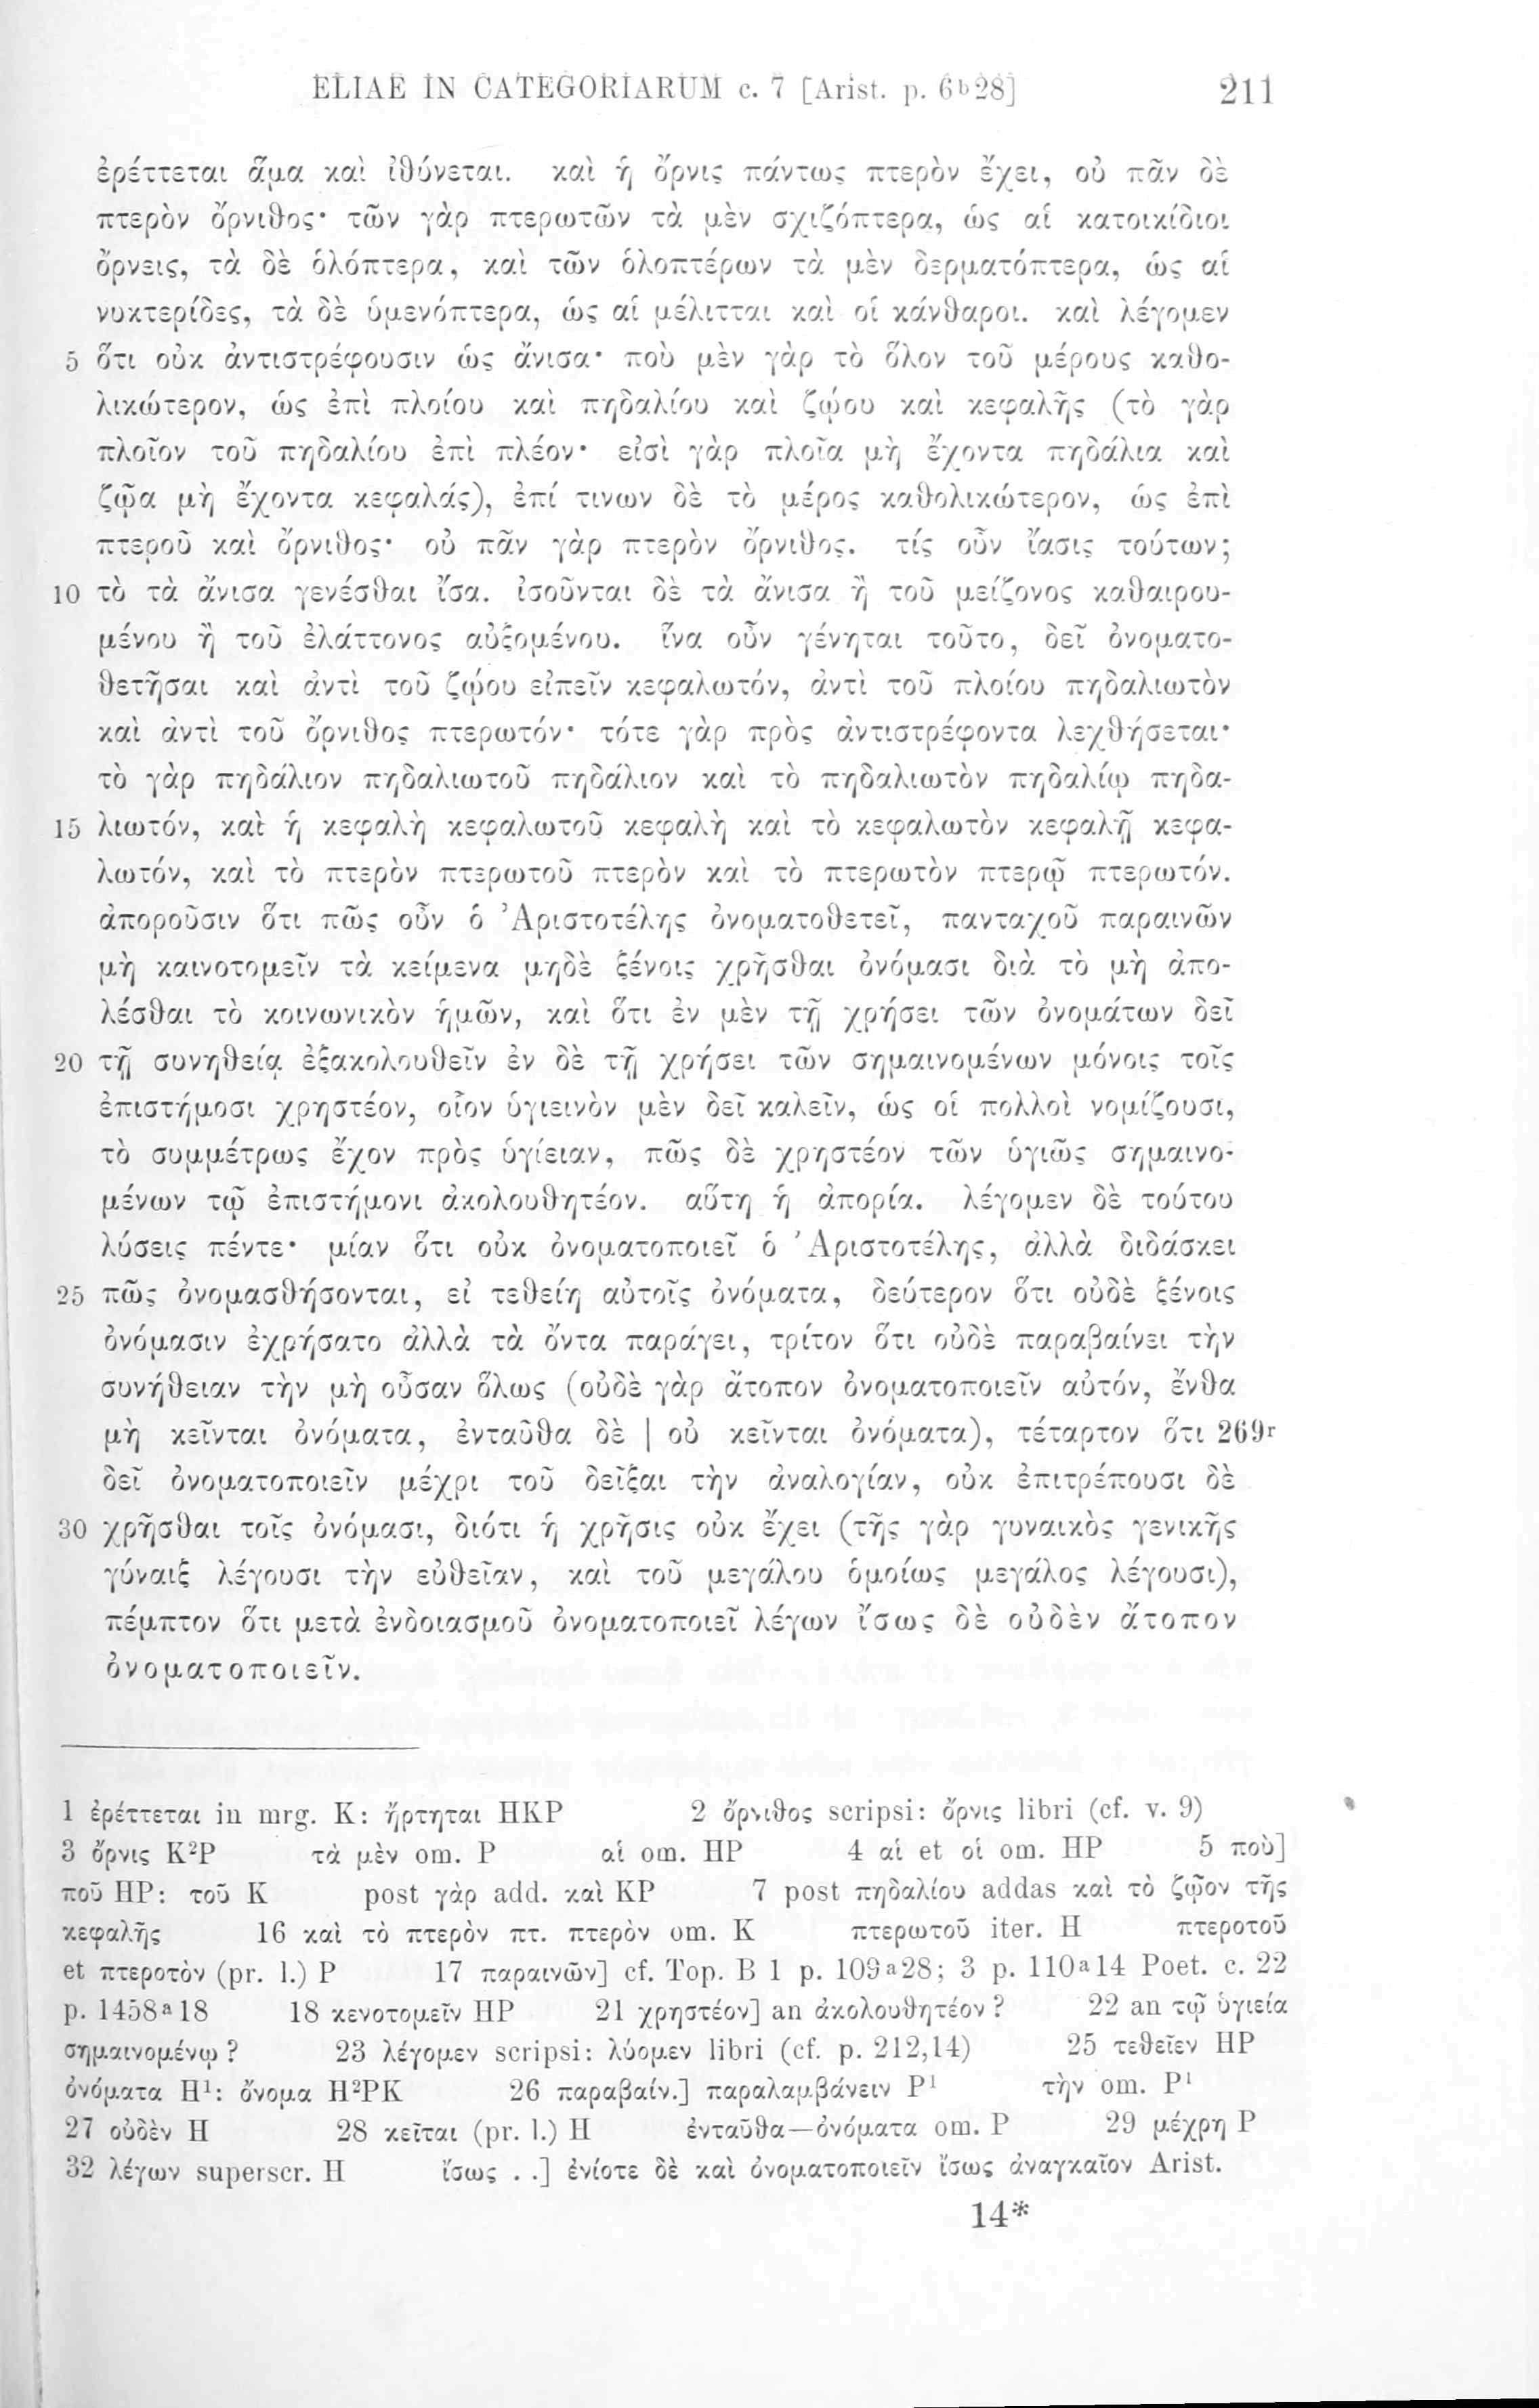 ELIAE IN CATEGORIARUM c. 7 [Arist. p. 6b28] 211
ἐρέττεται ἅμα καὶ ἰθύνεται. καὶ ἡ ὄρνις πάντως πτερὸν ἔχει, οὐ πᾶν δὲ
πτερὸν ὄρνιθος· τῶν γὰρ πτερωτῶν τὰ μὲν σχιζόπτερα, ὡς αἱ κατοικίδιοι
ὄρνεις, τὰ δὲ ὁλόπτερα, καὶ τῶν ὁλοπτέρων τὰ μὲν δερματόπτερα, ὡς αἱ
νυκτερίδες, τὰ δὲ ὑμενόπτερα, ὡς αἱ μέλιτται καὶ οἱ κάνθαροι. καὶ λέγομεν
5 ὅτι οὐκ ἀντιστρέφουσιν ὡς ἄνισα· ποὺ μὲν γὰρ τὸ ὅλον τοῦ μέρους καθο-
λικώτερον, ὡς ἐπὶ πλοίου καὶ πηδαλίου καὶ ζῴου καὶ κεφαλῆς (τὸ γὰρ
πλοῖον τοῦ πηδαλίου ἐπὶ πλέον· εἰσὶ γὰρ πλοῖα μὴ ἔχοντα πηδάλια καὶ
ζῷα μὴ ἔχοντα κεφαλάς), ἐπί τινων δὲ τὸ μέρος καθολικώτερον, ὡς ἐπὶ
πτεροῦ καὶ ὄρνιθος· οὐ πᾶν γὰρ πτερὸν ὄρνιθος. τίς οὖν ἴασις τούτων;
10 τὸ τὰ ἄνισα γενέσθαι ἴσα. ἰσοῦνται δὲ τὰ ἄνισα ἢ τοῦ μείζονος καθαιρου-
μένου ἢ τοῦ ἐλάττονος αὐξομένου. ἵνα οὖν γένηται τοῦτο, δεῖ ὀνοματο-
θετῆσαι καὶ ἀντὶ τοῦ ζῴου εἰπεῖν κεφαλωτόν, ἀντὶ τοῦ πλοίου πηδαλιωτὸν
καὶ ἀντὶ τοῦ ὄρνιθος πτερωτόν· τότε γὰρ πρὸς ἀντιστρέφοντα λεχθήσεται·
τὸ γὰρ πηδάλιον πηδαλιωτοῦ πηδάλιον καὶ τὸ πηδαλιωτὸν πηδαλίῳ πηδα-
15 λιωτόν, καὶ ἡ κεφαλὴ κεφαλωτοῦ κεφαλὴ καὶ τὸ κεφαλωτὸν κεφαλῇ κεφα-
λωτόν, καὶ τὸ πτερὸν πτερωτοῦ πτερὸν καὶ τὸ πτερωτὸν πτερῷ πτερωτόν.
ἀποροῦσιν ὅτι πῶς οὖν ὁ Ἀριστοτέλης ὀνοματοθετεῖ, πανταχοῦ παραινῶν
μὴ καινοτομεῖν τὰ κείμενα μηδὲ ξένοις χρῆσθαι ὀνόμασι διὰ τὸ μὴ ἀπο-
λέσθαι τὸ κοινωνικὸν ἡμῶν, καὶ ὅτι ἐν μὲν τῇ χρήσει τῶν ὀνομάτων δεῖ
20 τῇ συνηθείᾳ ἐξακολουθεῖν ἐν δὲ τῇ χρήσει τῶν σημαινομένων μόνοις τοῖς
ἐπιστήμοσι χρηστέον, οἷον ὑγιεινὸν μὲν δεῖ καλεῖν, ὡς οἱ πολλοὶ νομίζουσι,
τὸ συμμέτρως ἔχον πρὸς ὑγίειαν, πῶς δὲ χρηστέον τῶν ὑγιῶς σημαινο-
μένων τῷ ἐπιστήμονι ἀκολουθητέον. αὕτη ἡ ἀπορία. λέγομεν δὲ τούτου
λύσεις πέντε· μίαν ὅτι οὐκ ὀνοματοποιεῖ ὁ Ἀριστοτέλης, ἀλλὰ διδάσκει
25 πῶς ὀνομασθήσονται, εἰ τεθείη αὐτοῖς ὀνόματα, δεύτερον ὅτι οὐδὲ ξένοις
ὀνόμασιν ἐχρήσατο ἀλλὰ τὰ ὄντα παράγει, τρίτον ὅτι οὐδὲ παραβαίνει τὴν
συνήθειαν τὴν μὴ οὖσαν ὅλως (οὐδὲ γὰρ ἄτοπον ὀνοματοποιεῖν αὐτόν, ἔνθα
μὴ κεῖνται ὀνόματα, ἐνταῦθα δὲ | οὐ κεῖνται ὀνόματα), τέταρτον ὅτι 269r
δεῖ ὀνοματοποιεῖν μέχρι τοῦ δεῖξαι τὴν ἀναλογίαν, οὐκ ἐπιτρέπουσι δὲ
30 χρῆσθαι τοῖς ὀνόμασι, διότι ἡ χρῆσις οὐκ ἔχει (τῆς γὰρ γυναικὸς γενικῆς
γύναιξ λέγουσι τὴν εὐθεῖαν, καὶ τοῦ μεγάλου ὁμοίως μεγάλος λέγουσι),
πέμπτον ὅτι μετὰ ἐνδοιασμοῦ ὀνοματοποιεῖ λέγων ἴσως δὲ οὐδὲν ἄτοπον
ὀνοματοποιεῖν.
1 ἐρέττεται in mrg. K: ἤρτηται HKP 2 ὄρνιθος scripsi: ὄρνις libri (cf. v. 9)
3 ὄρνις K²P τὰ μὲν om. P αἱ om. HP 4 αἱ et οἱ om. HP 5 ποὺ]
ποῦ HP: τοῦ K post γὰρ add. καὶ KP 7 post πηδαλίου addas καὶ τὸ ζῷον τῆς
κεφαλῆς 16 καὶ τὸ πτερὸν πτ. πτερὸν om. K πτερωτοῦ iter. H πτεροτοῦ
et πτεροτὸν (pr. l.) P 17 παραινῶν] cf. Top. B 1 p. 109a28; 3 p. 110a14 Poet. c. 22
p. 1458a18 18 κενοτομεῖν HP 21 χρηστέον] an ἀκολουθητέον? 22 an τῷ ὑγιεία
σημαινομένῳ? 23 λέγομεν scripsi: λύομεν libri (cf. p. 212,14) 25 τεθεῖεν HP
ὀνόματα H¹: ὄνομα H²PK 26 παραβαίν.] παραλαμβάνειν P¹ τὴν om. P¹
27 οὐδὲν H 28 κεῖται (pr. l.) H ἐνταῦθα—ὀνόματα om. P 29 μέχρη P
32 λέγων superscr. H ἴσως . .] ἐνίοτε δὲ καὶ ὀνοματοποιεῖν ἴσως ἀναγκαῖον Arist.
14*